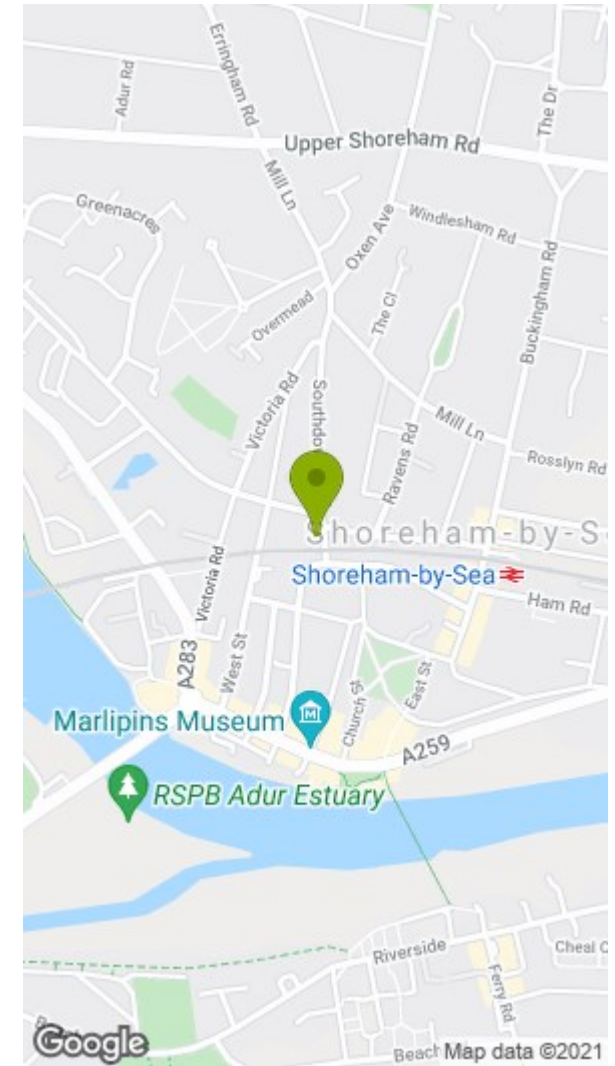 Erringham Rd
Adur Rd
The Dr
Upper Shoreham Rd
Mill Ln
Greenacres
Oxen Ave
Windlesham Rd
Buckingham Rd
Overmead
The Cl
Victoria Rd
Southdo
Mill Ln
Ravens Rd
Rosslyn Rd
Shoreham-by-S
Shoreham-by-Sea
Victoria Rd
Ham Rd
A283
West St
Church St
East St
Marlipins Museum
M
A259
RSPB Adur Estuary
Riverside
Cheal C
Ferry Rd
Beach
Google
Map data ©2021